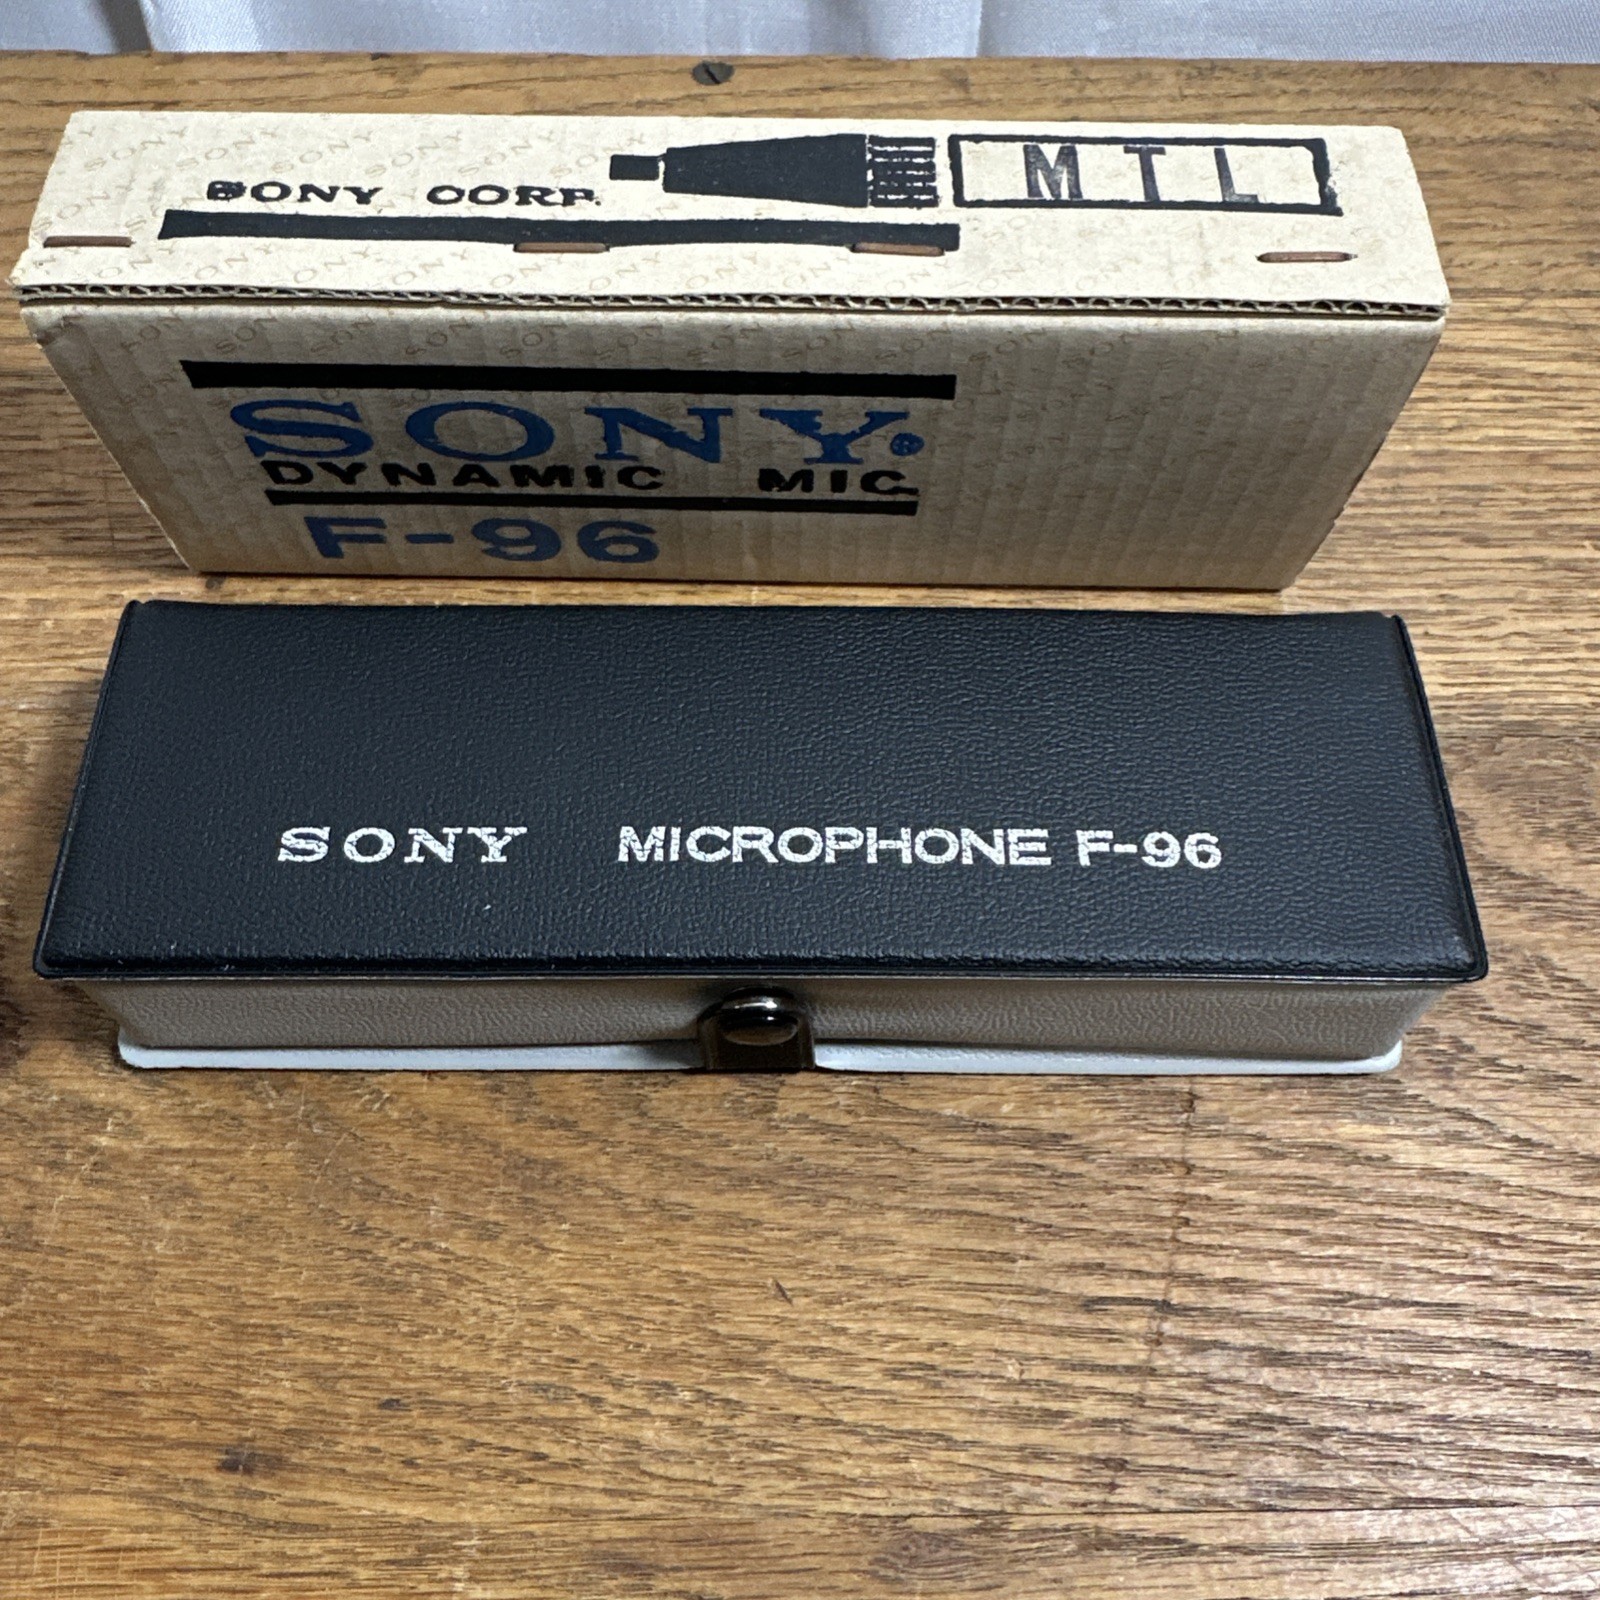 SONY CORP.
MTL
SONY®
DYNAMIC MIC.
F-96
SONY MICROPHONE F-96